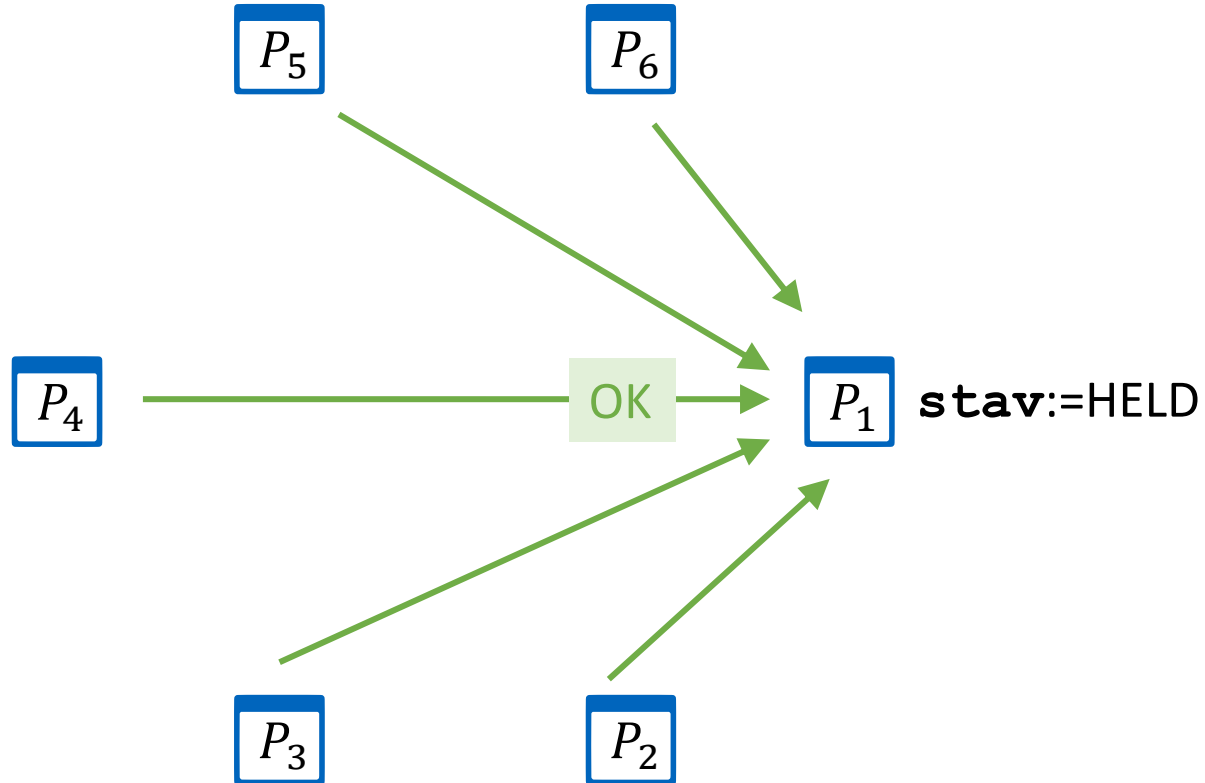 P₅
P₆
P₄
OK
P₁ stav:=HELD
P₃
P₂